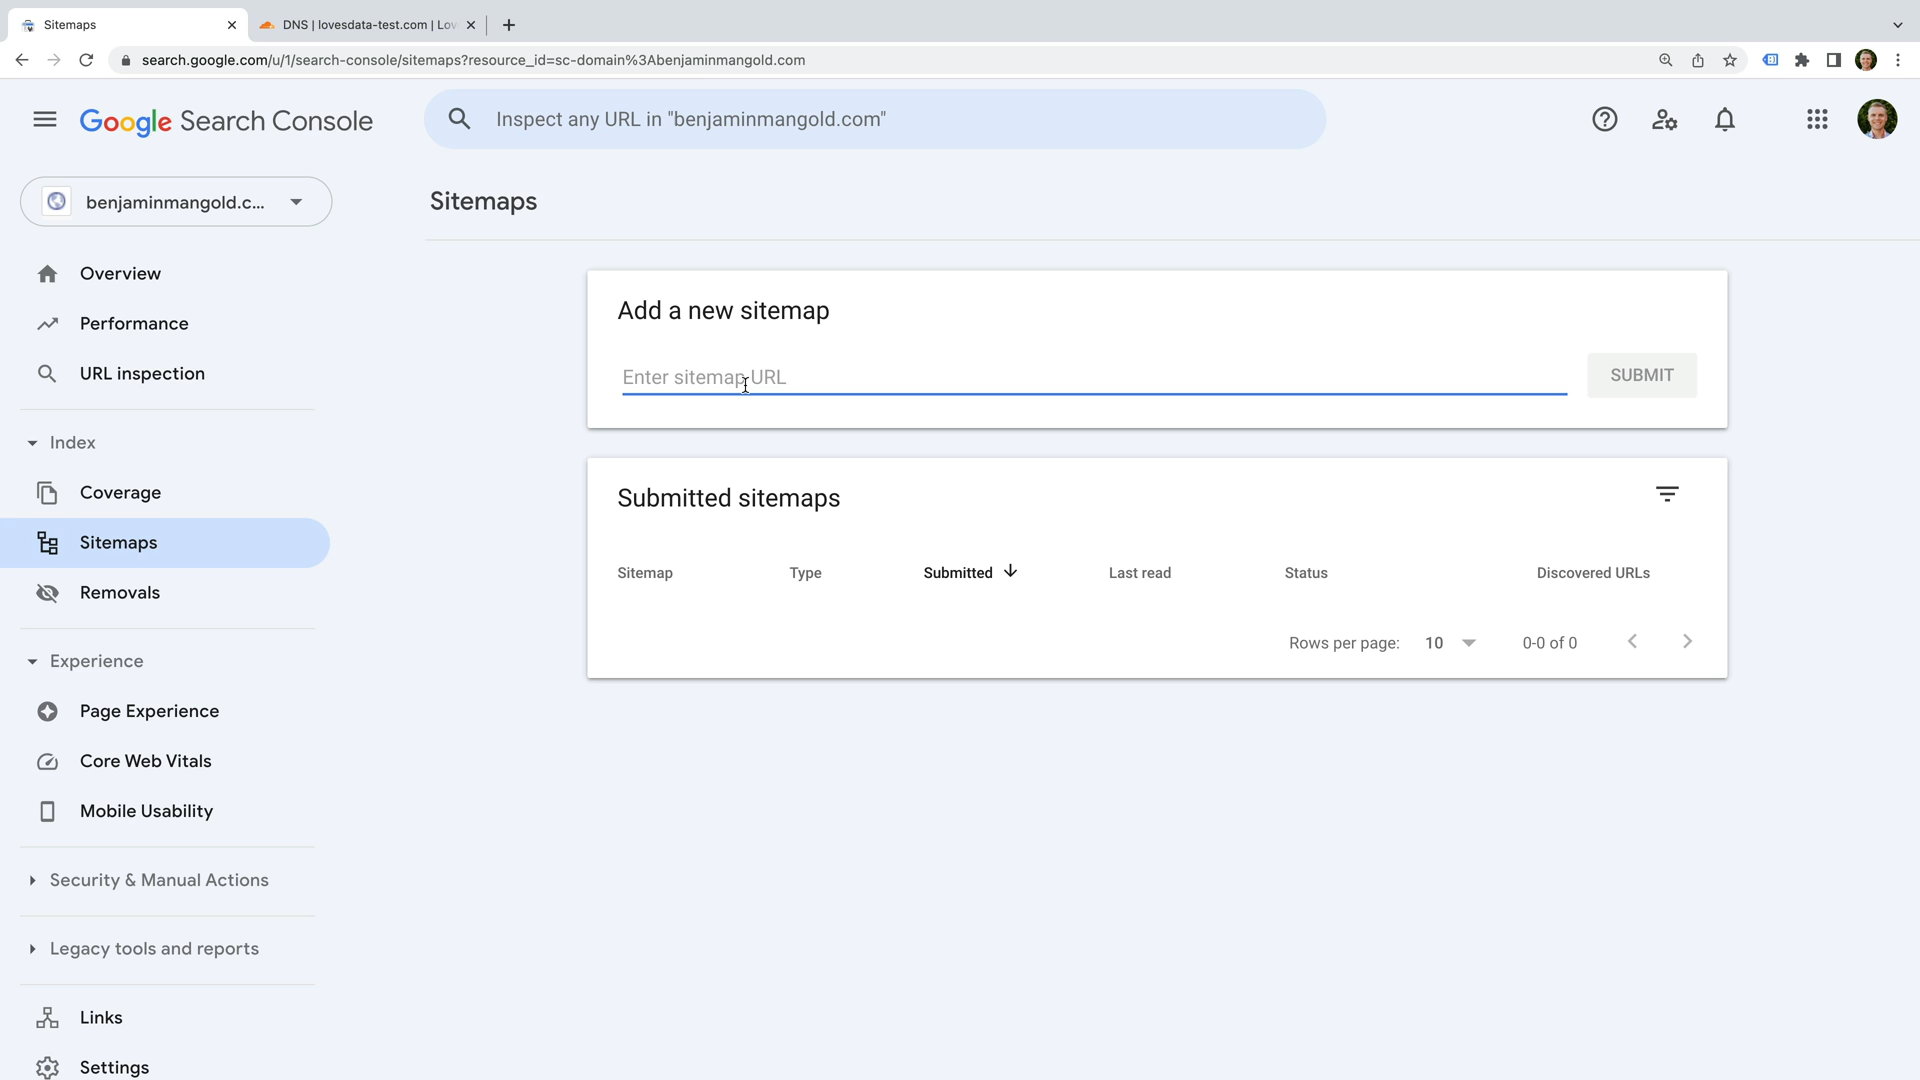 Sitemaps
DNS | lovesdata-test.com | Lov
search.google.com/u/1/search-console/sitemaps?resource_id=sc-domain%3Abenjaminmangold.com
Google Search Console
Inspect any URL in "benjaminmangold.com"
benjaminmangold.c...
Sitemaps
Overview
Performance
URL inspection
Index
Coverage
Sitemaps
Removals
Experience
Page Experience
Core Web Vitals
Mobile Usability
Security & Manual Actions
Legacy tools and reports
Links
Settings
Add a new sitemap
Enter sitemap URL
SUBMIT
Submitted sitemaps
Sitemap Type Submitted Last read Status Discovered URLs
Rows per page: 10 0-0 of 0